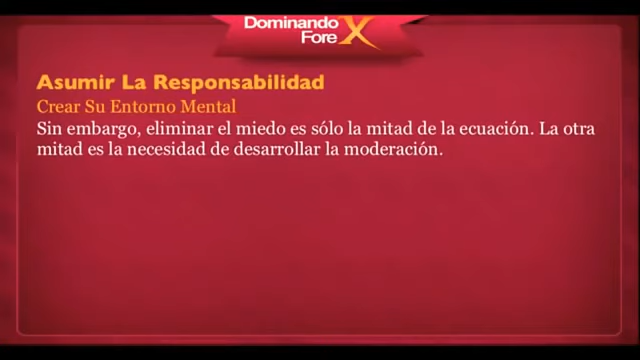 Dominando
ForeX
Asumir La Responsabilidad
Crear Su Entorno Mental
Sin embargo, eliminar el miedo es sólo la mitad de la ecuación. La otra
mitad es la necesidad de desarrollar la moderación.